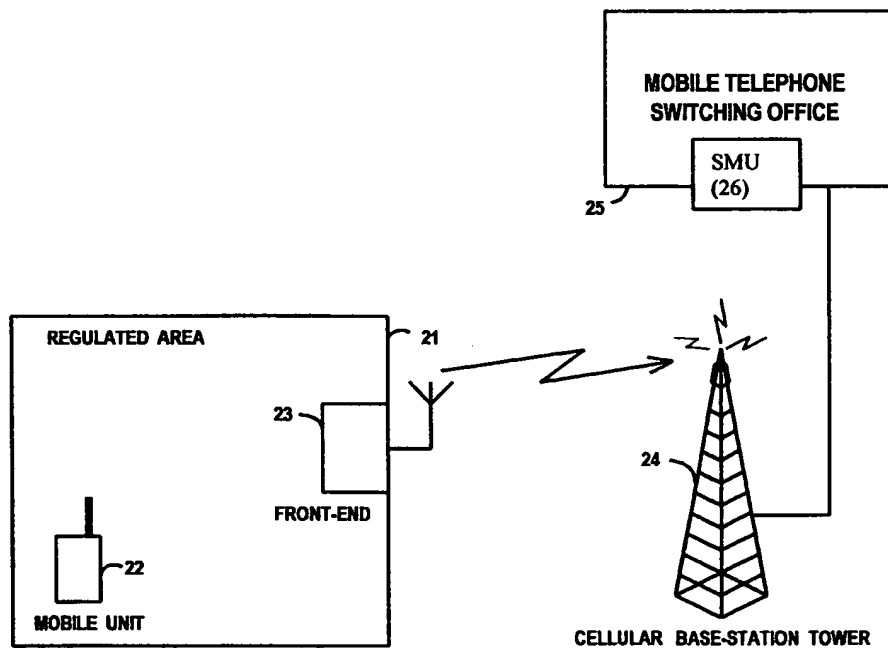 MOBILE TELEPHONE
SWITCHING OFFICE
SMU
(26)
25
REGULATED AREA
21
23
FRONT-END
24
22
MOBILE UNIT
CELLULAR BASE-STATION TOWER